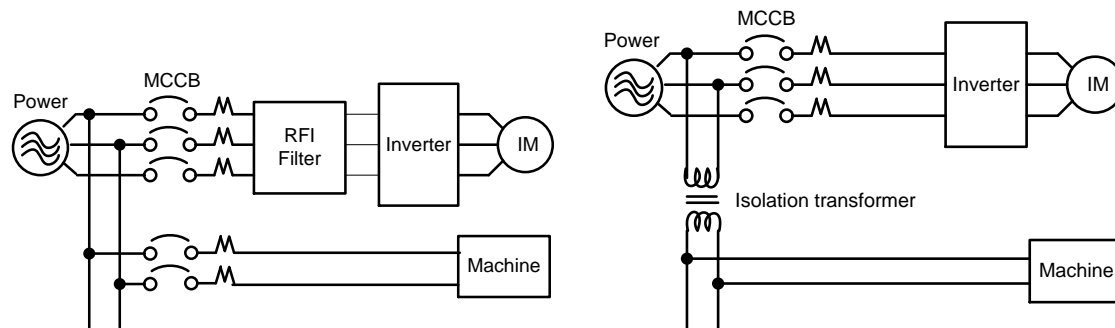 MCCB
Power
RFI
Filter
Inverter
IM
Machine
MCCB
Power
Inverter
IM
Isolation transformer
Machine